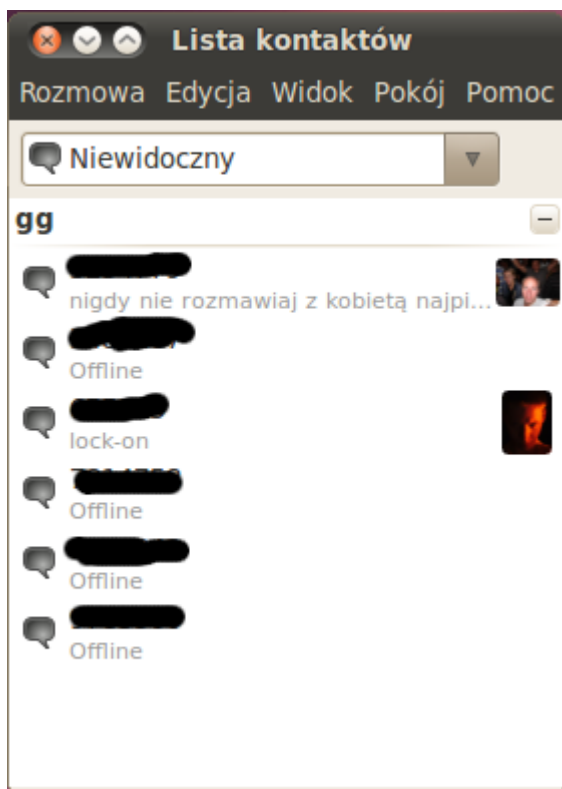 Lista kontaktów
Rozmowa Edycja Widok Pokój Pomoc
Niewidoczny
gg
nigdy nie rozmawiaj z kobietą najpi...
Offline
lock-on
Offline
Offline
Offline